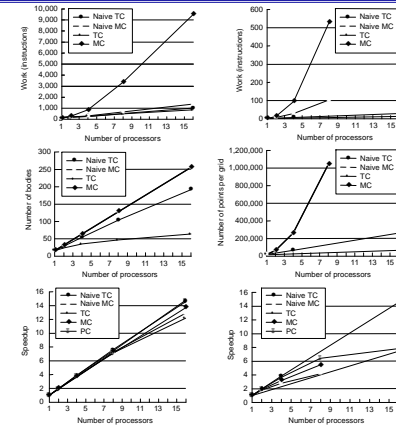 10,000
9,000
8,000
7,000
6,000
5,000
4,000
3,000
2,000
1,000
0
Work (instructions)
Naive TC
Naive MC
TC
MC
1 3 5 7 9 11 13 15
Number of processors
600
500
400
300
200
100
0
Work (instructions)
Naive TC
Naive MC
TC
MC
1 3 5 7 9 11 13 15
Number of processors
300
250
200
150
100
50
0
Number of bodies
Naive TC
Naive MC
TC
MC
1 3 5 7 9 11 13 15
Number of processors
1,200,000
1,000,000
800,000
600,000
400,000
200,000
0
Number of points per grid
Naive TC
Naive MC
TC
MC
1 3 5 7 9 11 13 15
Number of processors
16
14
12
10
8
6
4
2
0
Speedup
Naive TC
Naive MC
TC
MC
PC
1 3 5 7 9 11 13 15
Number of processors
16
14
12
10
8
6
4
2
0
Speedup
Naive TC
Naive MC
TC
MC
PC
1 3 5 7 9 11 13 15
Number of processors